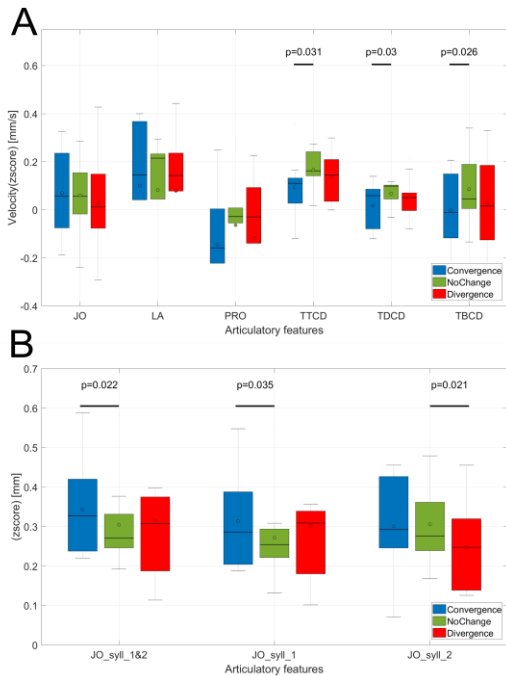 A
p=0.031 p=0.03 p=0.026
0.6
0.4
0.2
0
-0.2
-0.4
Velocity(zscore) [mm/s]
Convergence
NoChange
Divergence
JO LA PRO TTCD TDCD TBCD
Articulatory features
B
0.7
p=0.022 p=0.035 p=0.021
0.6
0.5
0.4
0.3
0.2
0.1
0
(zscore) [mm]
Convergence
NoChange
Divergence
JO_syll_1&2 JO_syll_1 JO_syll_2
Articulatory features